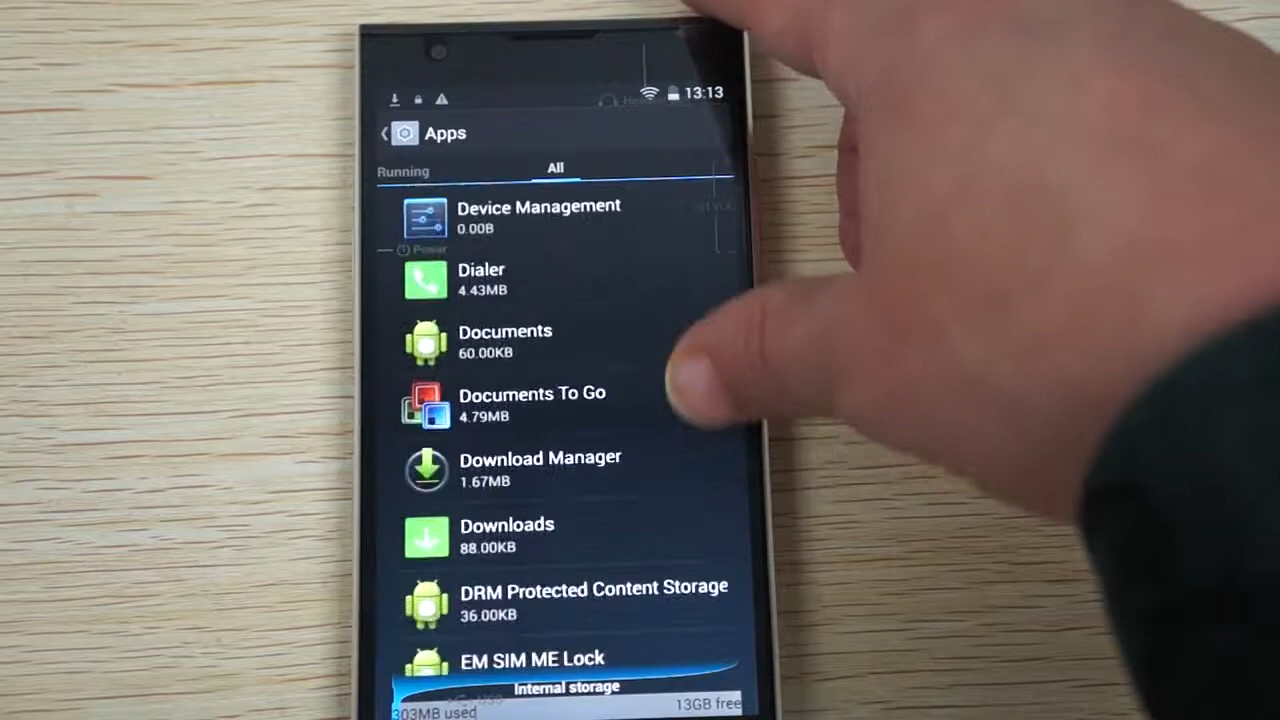 13:13
Apps
Running
All
Device Management
0.00B
Power
Dialer
4.43MB
Documents
60.00KB
Documents To Go
4.79MB
Download Manager
1.67MB
Downloads
88.00KB
DRM Protected Content Storage
36.00KB
EM SIM ME Lock
Internal storage
303MB used
13GB free